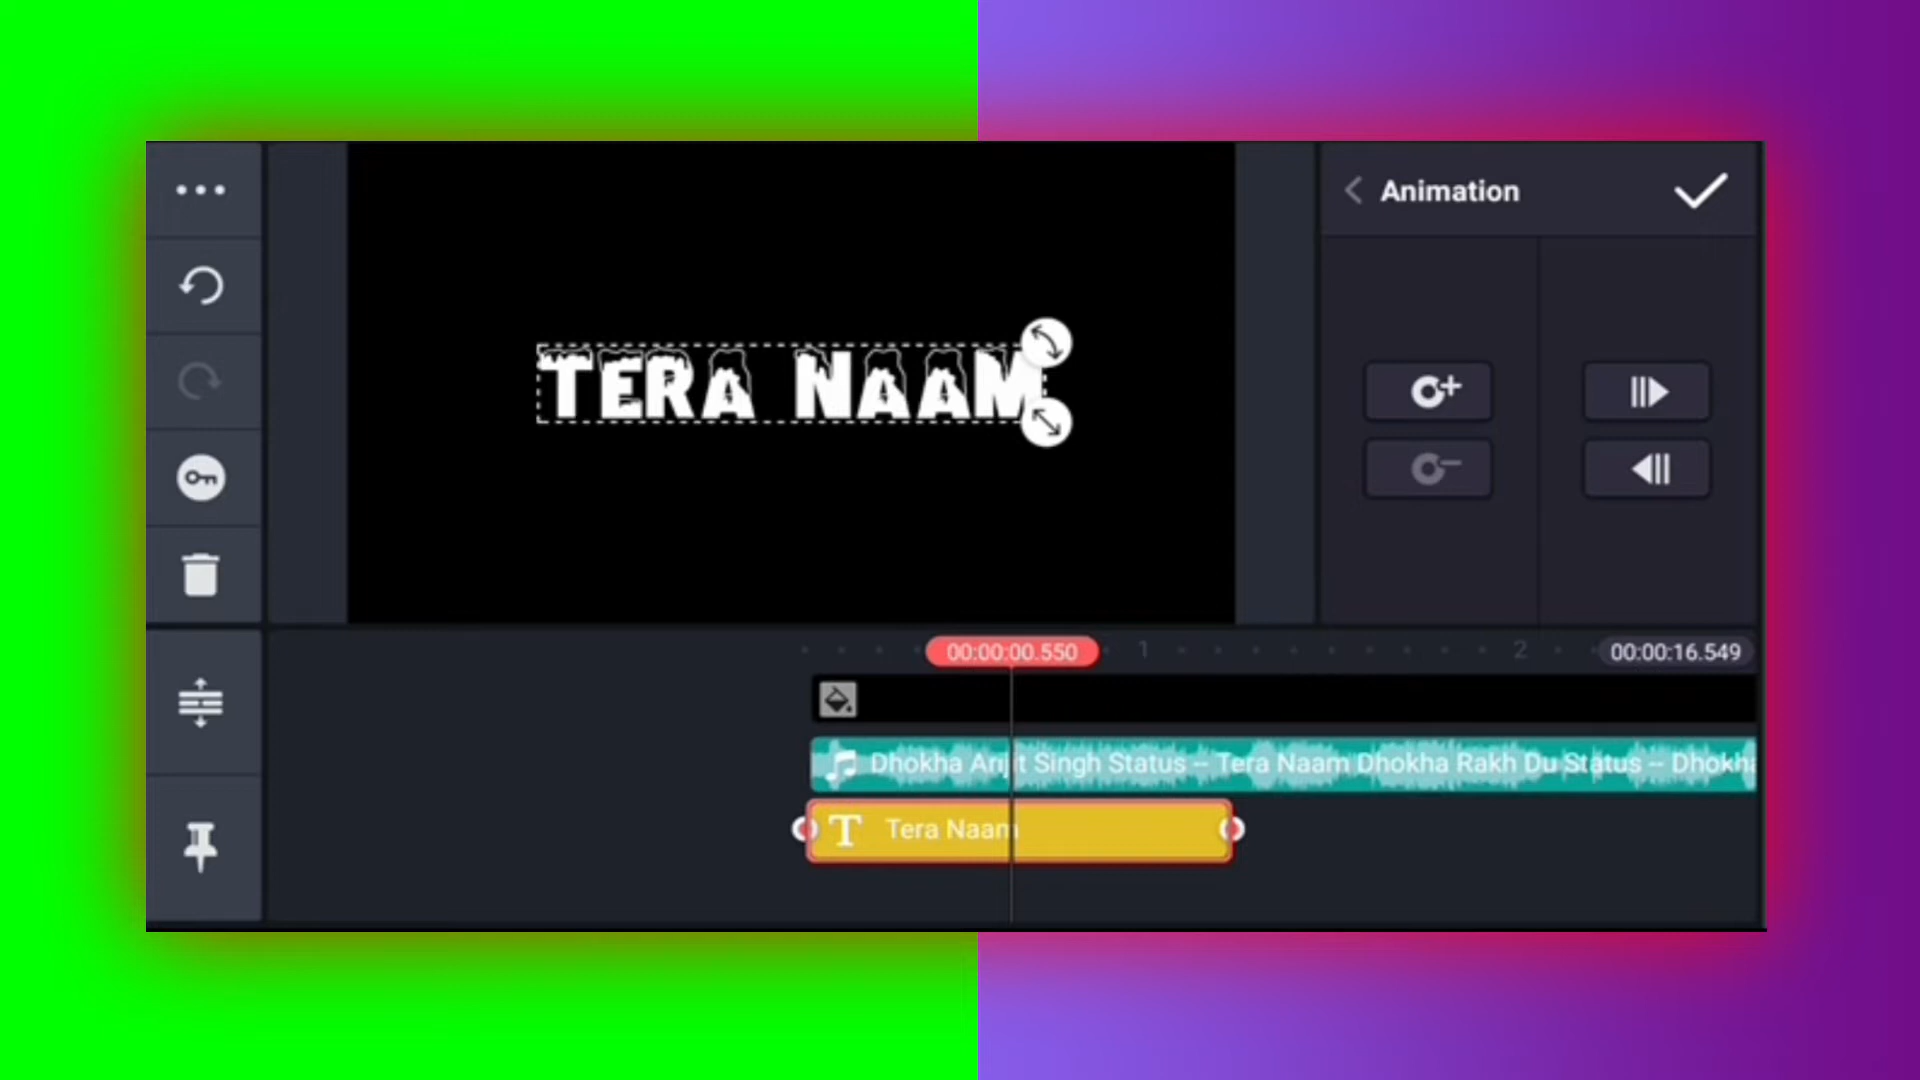 Animation
TERA NAAM
00:00:00.550
1
2
00:00:16.549
Dhokha Arijit Singh Status – Tera Naam Dhokha Rakh Du Status – Dhokha
T Tera Naam